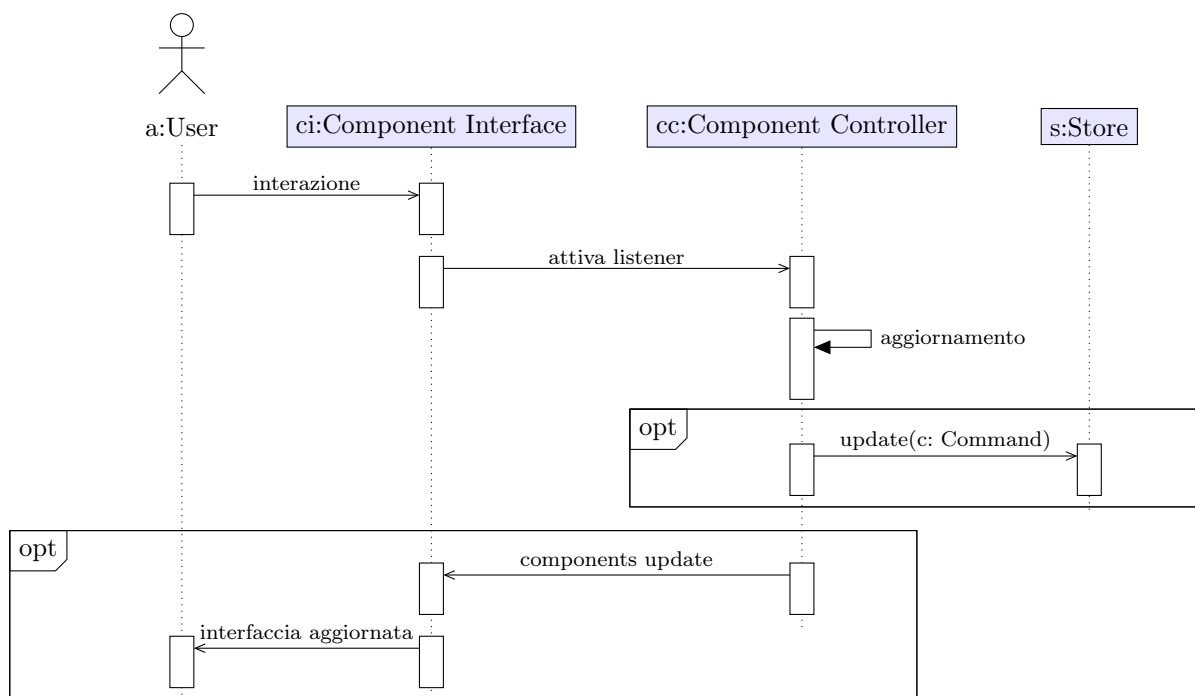 a:User
ci:Component Interface
cc:Component Controller
s:Store
interazione
attiva listener
aggiornamento
opt
update(c: Command)
opt
components update
interfaccia aggiornata